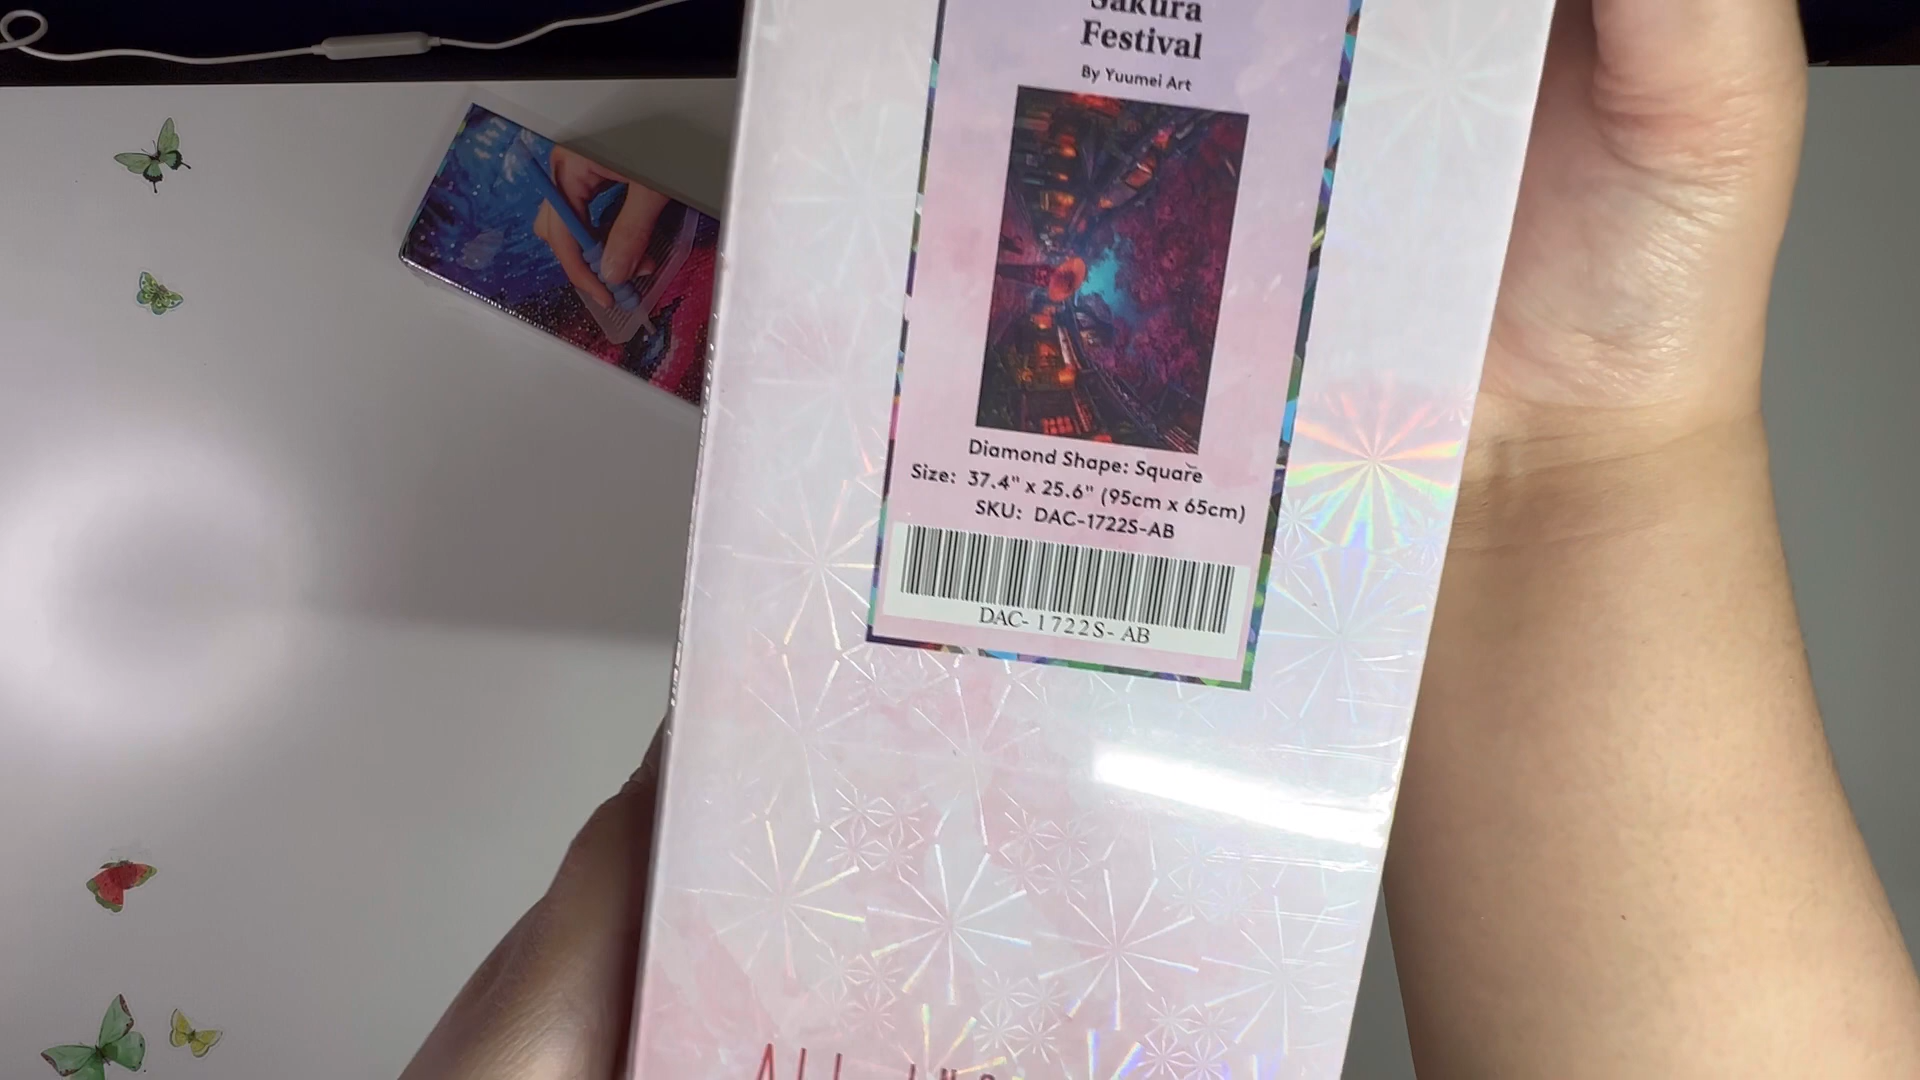 Sakura
Festival
By Yuumei Art
Diamond Shape: Square
Size: 37.4" x 25.6" (95cm x 65cm)
SKU: DAC-1722S-AB
DAC-1722S-AB
ALL